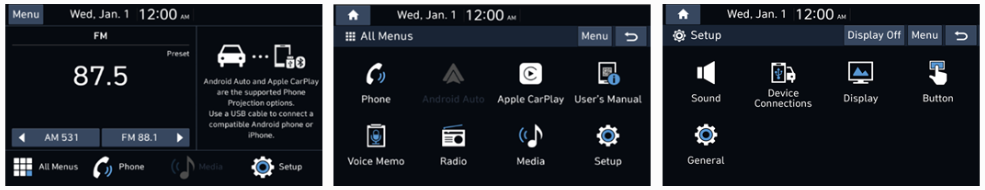 Menu Wed, Jan. 1 12:00 AM
FM
Preset
87.5
Android Auto and Apple CarPlay
are the supported Phone
Projection options.
Use a USB cable to connect a
compatible Android phone or
iPhone.
AM 531 FM 88.1
All Menus Phone Media Setup
Wed, Jan. 1 12:00 AM
All Menus Menu
Phone Android Auto Apple CarPlay User's Manual
Voice Memo Radio Media Setup
Wed, Jan. 1 12:00 AM
Setup Display Off Menu
Sound Device
Connections Display Button
General